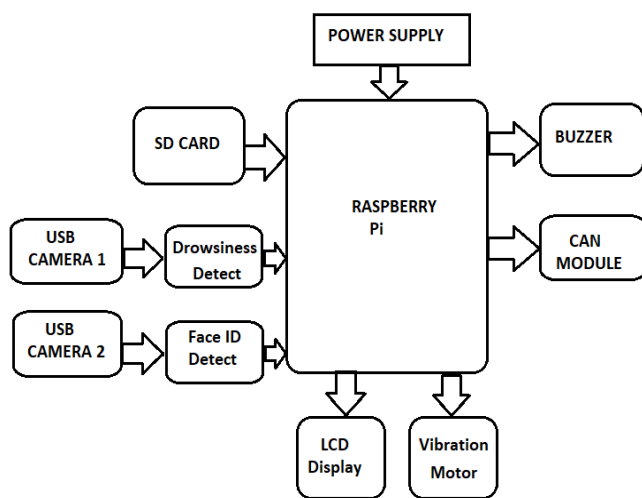 POWER SUPPLY
SD CARD
BUZZER
RASPBERRY
Pi
USB
CAMERA 1
Drowsiness
Detect
CAN
MODULE
USB
CAMERA 2
Face ID
Detect
LCD
Display
Vibration
Motor